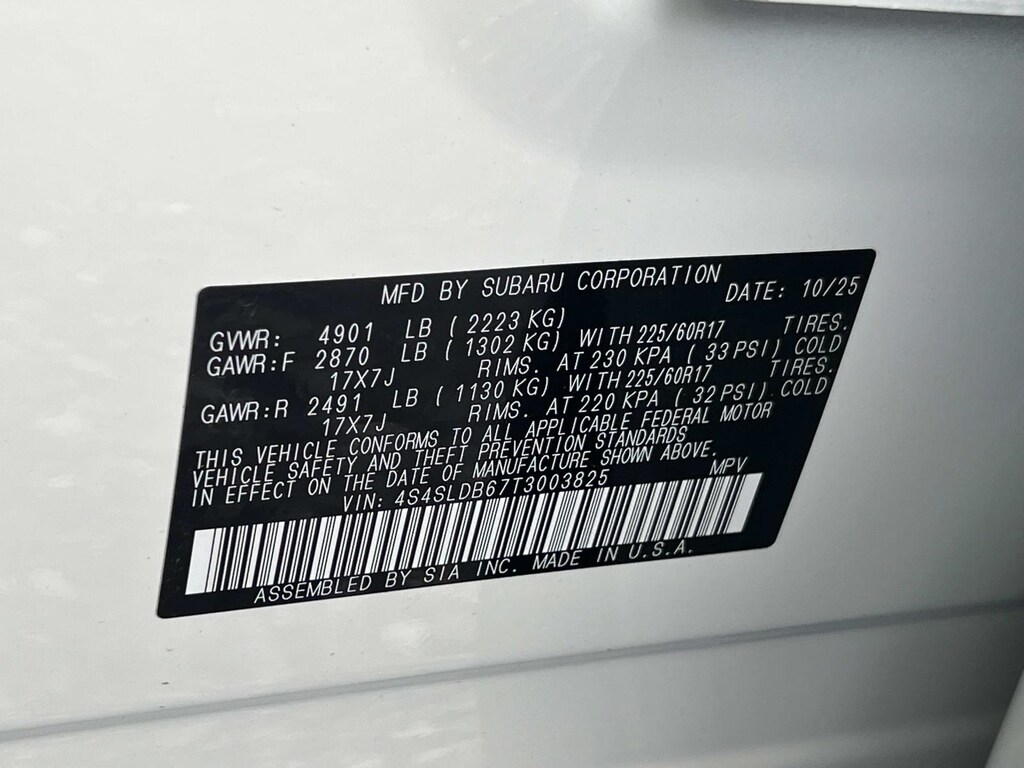 MFD BY SUBARU CORPORATION DATE: 10/25
GVWR: 4901 LB ( 2223 KG)
GAWR:F 2870 LB ( 1302 KG) WITH 225/60R17 TIRES.
17X7J RIMS. AT 230 KPA ( 33 PSI) COLD
GAWR:R 2491 LB ( 1130 KG) WITH 225/60R17 TIRES.
17X7J RIMS. AT 220 KPA ( 32 PSI) COLD
THIS VEHICLE CONFORMS TO ALL APPLICABLE FEDERAL MOTOR
VEHICLE SAFETY AND THEFT PREVENTION STANDARDS
IN EFFECT ON THE DATE OF MANUFACTURE SHOWN ABOVE.
VIN: 4S4SLDB67T3003825 MPV
ASSEMBLED BY SIA INC. MADE IN U.S.A.